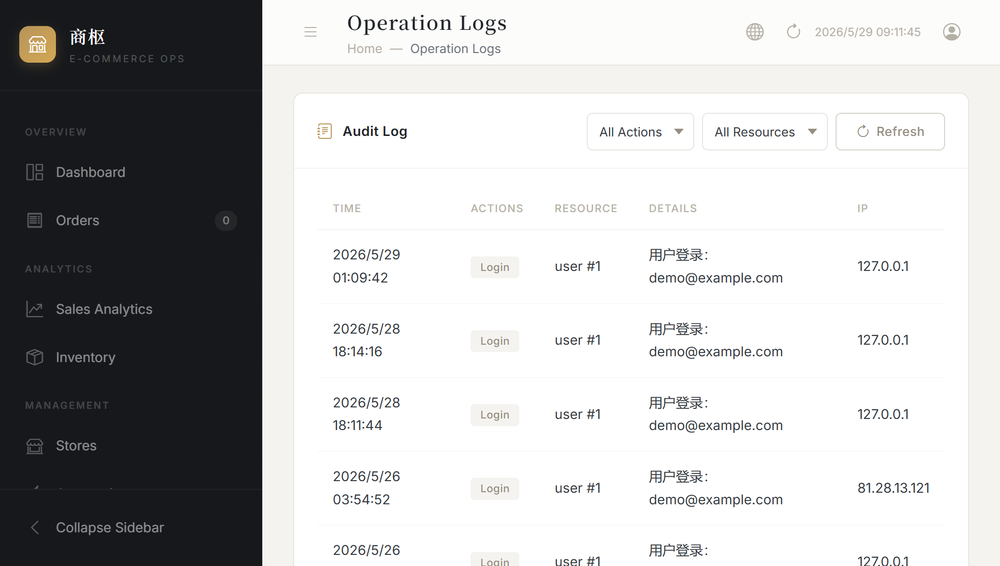 商枢
E-COMMERCE OPS
OVERVIEW
Dashboard
Orders 0
ANALYTICS
Sales Analytics
Inventory
MANAGEMENT
Stores
Collapse Sidebar
Operation Logs
Home — Operation Logs
2026/5/29 09:11:45
Audit Log
All Actions
All Resources
Refresh
TIME ACTIONS RESOURCE DETAILS IP
2026/5/29 01:09:42 Login user #1 用户登录: demo@example.com 127.0.0.1
2026/5/28 18:14:16 Login user #1 用户登录: demo@example.com 127.0.0.1
2026/5/28 18:11:44 Login user #1 用户登录: demo@example.com 127.0.0.1
2026/5/26 03:54:52 Login user #1 用户登录: demo@example.com 81.28.13.121
2026/5/26 Login user #1 用户登录: 127.0.0.1